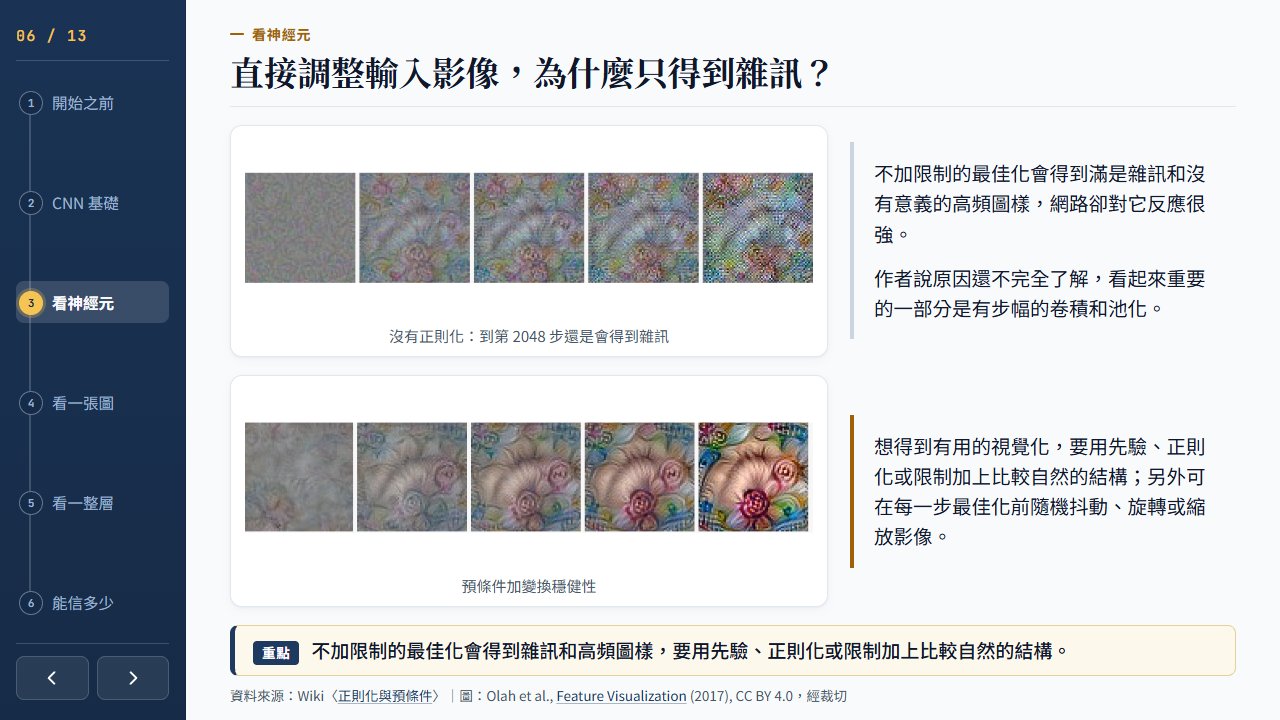 06 / 13
1 開始之前
2 CNN 基礎
3 看神經元
4 看一張圖
5 看一整層
6 能信多少
看神經元
直接調整輸入影像，為什麼只得到雜訊？
沒有正則化：到第 2048 步還是會得到雜訊
不加限制的最佳化會得到滿是雜訊和沒
有意義的高頻圖樣，網路卻對它反應很
強。
作者說原因還不完全了解，看起來重要
的一部分是有步幅的卷積和池化。
預條件加變換穩健性
想得到有用的視覺化，要用先驗、正則
化或限制加上比較自然的結構；另外可
在每一步最佳化前隨機抖動、旋轉或縮
放影像。
重點 不加限制的最佳化會得到雜訊和高頻圖樣，要用先驗、正則化或限制加上比較自然的結構。
資料來源：Wiki〈正則化與預條件〉｜圖：Olah et al., Feature Visualization (2017), CC BY 4.0，經裁切